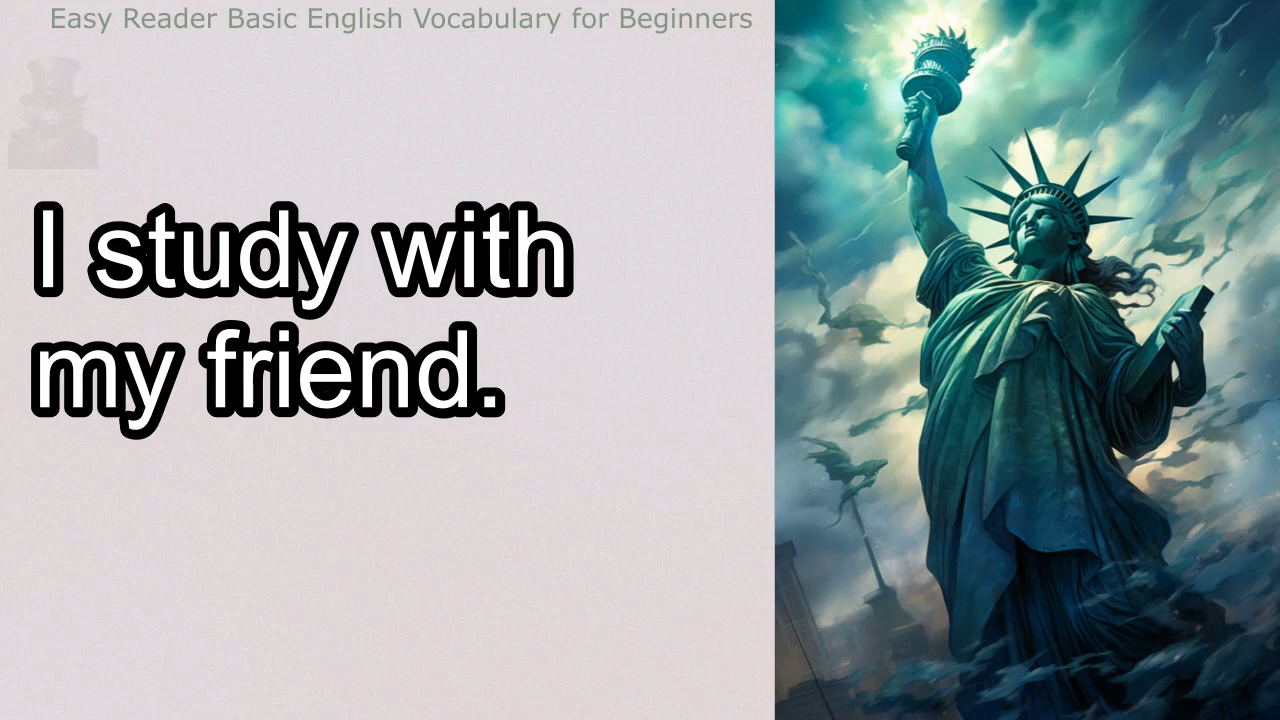 Easy Reader Basic English Vocabulary for Beginners
I study with
my friend.